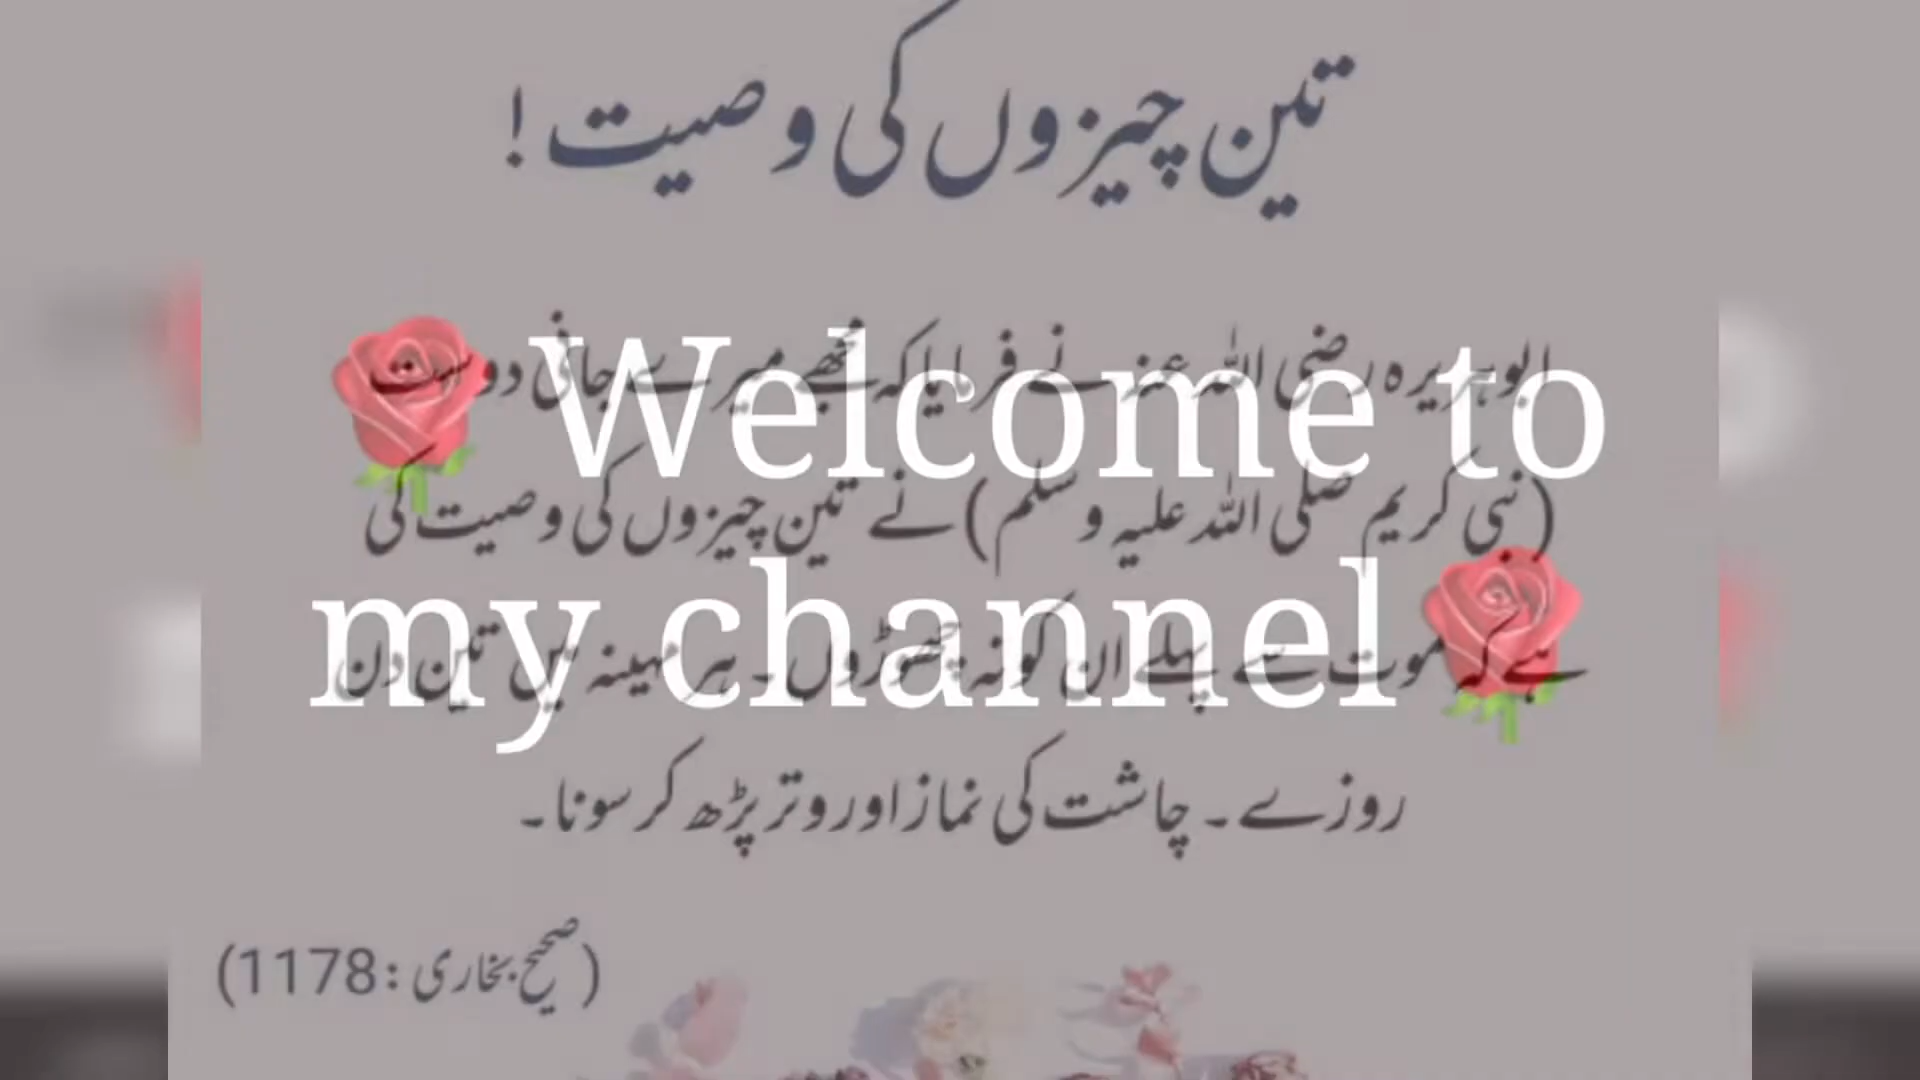 تین چیزوں کی وصیت!
ابوہریرہ رضی اللہ عنہ نے فرمایا کہ مجھے میرے جانی دوست
(نبی کریم صلی اللہ علیہ وسلم) نے تین چیزوں کی وصیت کی
ہے کہ موت سے پہلے ان کو نہ چھوڑوں۔ ہر مہینہ میں تین دن
روزے۔ چاشت کی نماز اور وتر پڑھ کر سونا۔
(صحیح بخاری: 1178)
🌹Welcome to
my channel🌹